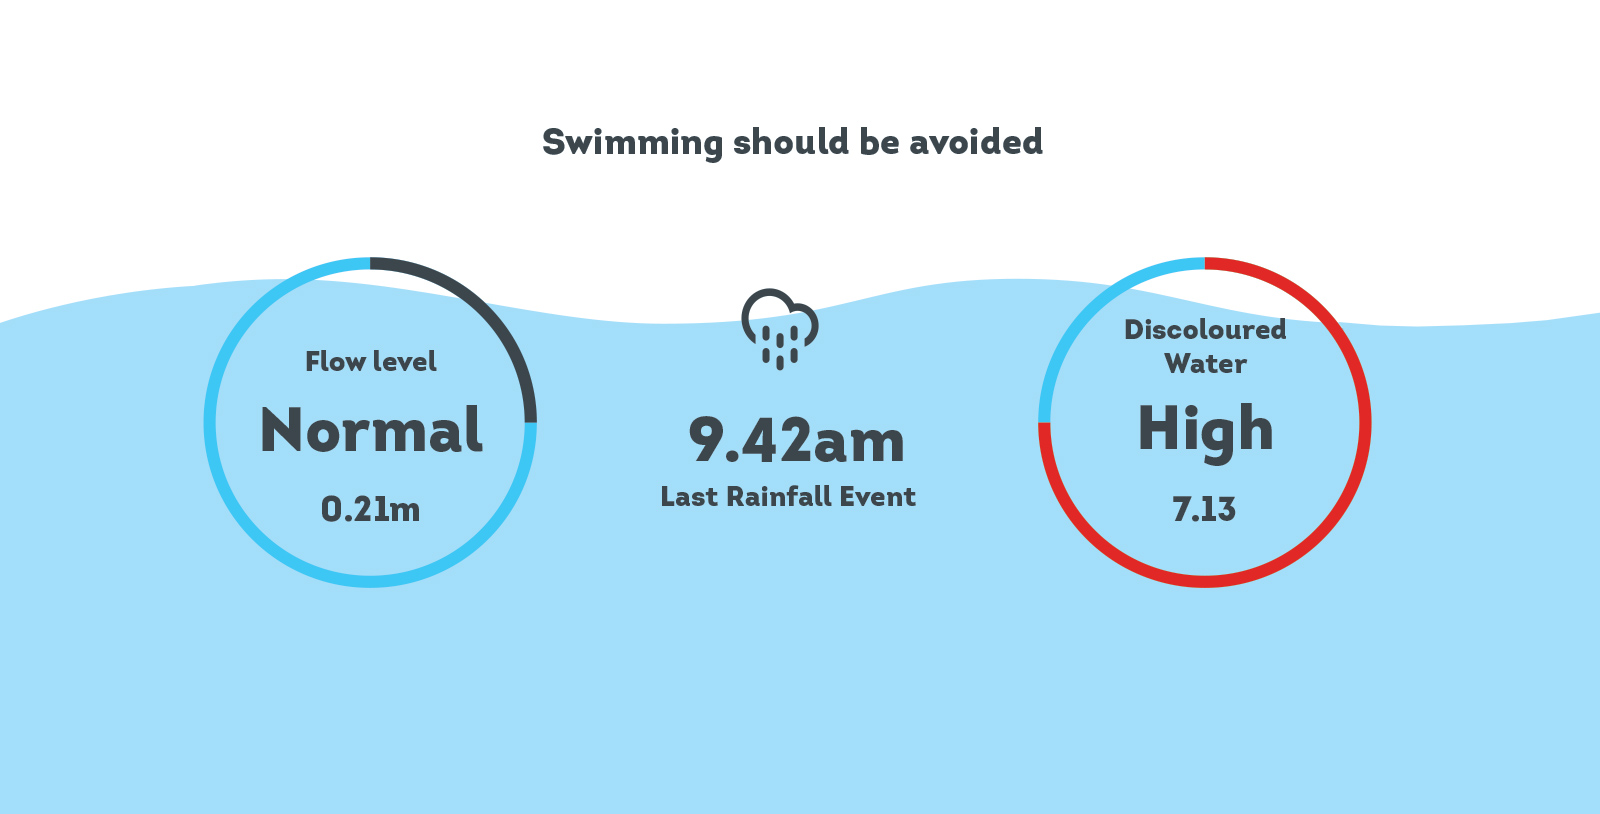 Swimming should be avoided
Flow level
Normal
0.21m
9.42am
Last Rainfall Event
Discoloured
Water
High
7.13